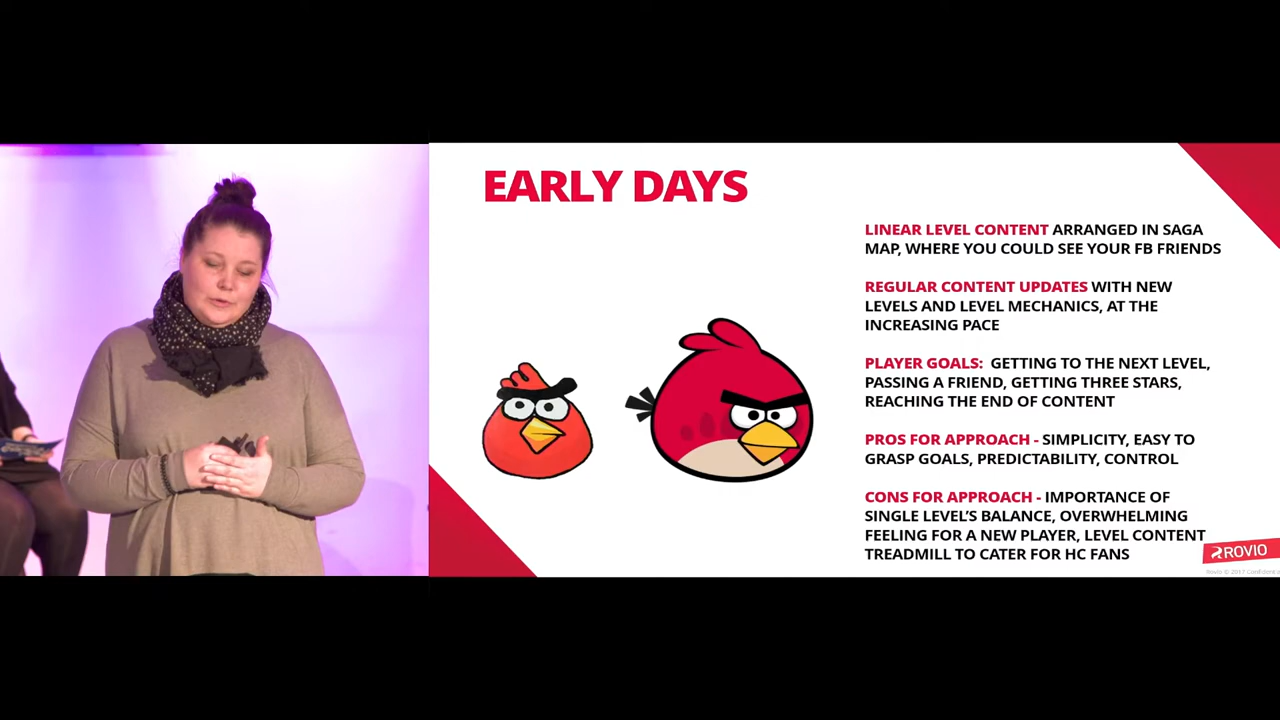 EARLY DAYS
LINEAR LEVEL CONTENT ARRANGED IN SAGA
MAP, WHERE YOU COULD SEE YOUR FB FRIENDS
REGULAR CONTENT UPDATES WITH NEW
LEVELS AND LEVEL MECHANICS, AT THE
INCREASING PACE
PLAYER GOALS: GETTING TO THE NEXT LEVEL,
PASSING A FRIEND, GETTING THREE STARS,
REACHING THE END OF CONTENT
PROS FOR APPROACH - SIMPLICITY, EASY TO
GRASP GOALS, PREDICTABILITY, CONTROL
CONS FOR APPROACH - IMPORTANCE OF
SINGLE LEVEL'S BALANCE, OVERWHELMING
FEELING FOR A NEW PLAYER, LEVEL CONTENT
TREADMILL TO CATER FOR HC FANS
ROVIO
Rovio © 2017 Confidential